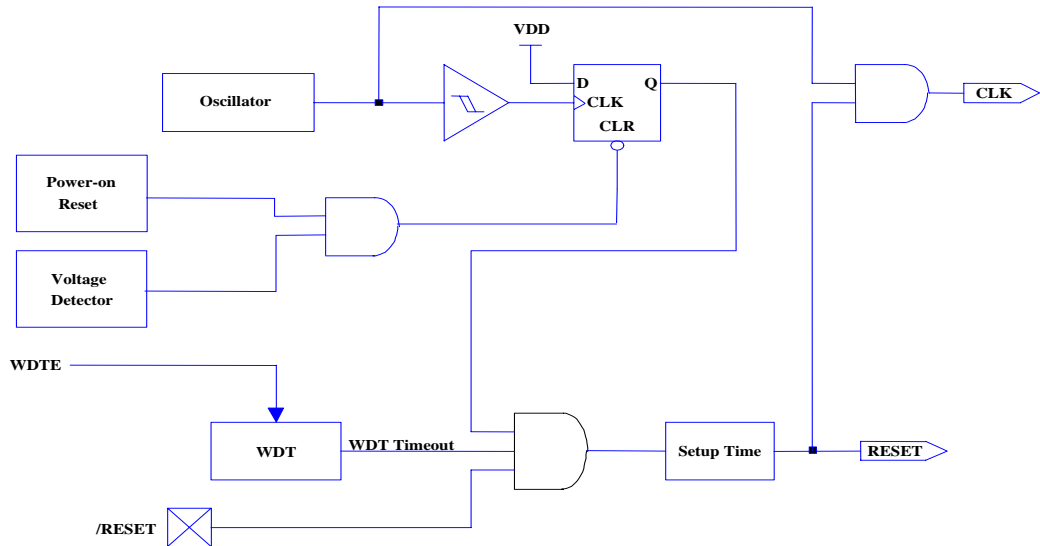 VDD
Oscillator
D
Q
CLK
CLR
CLK
Power-on
Reset
Voltage
Detector
WDTE
WDT
WDT Timeout
Setup Time
RESET
/RESET